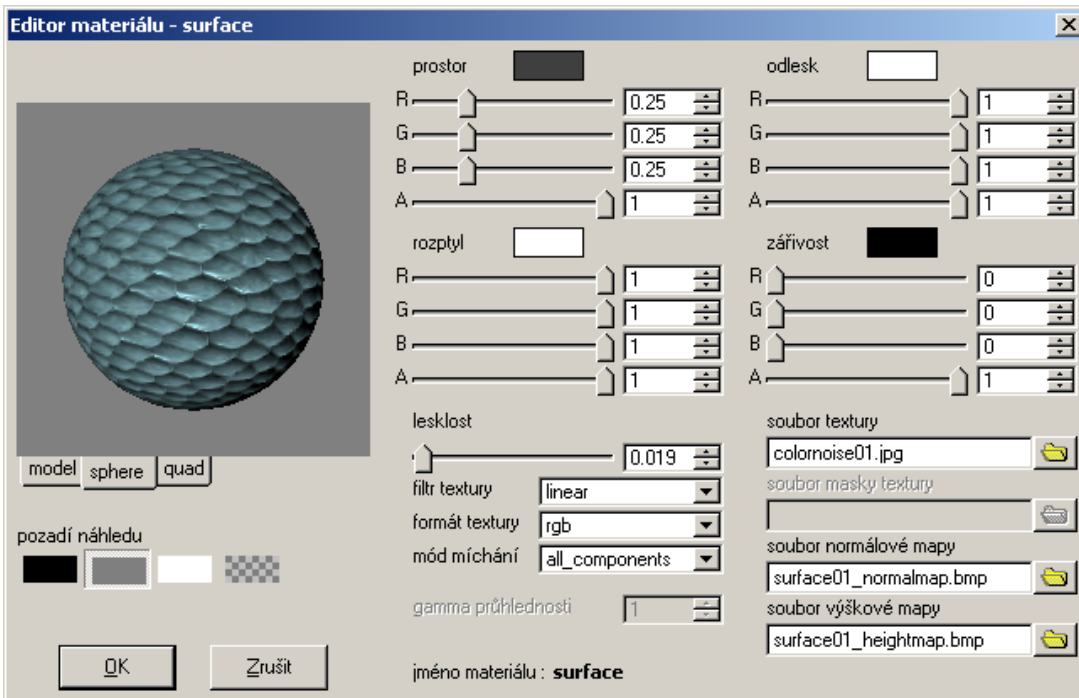 Editor materiálu - surface
prostor
R 0.25
G 0.25
B 0.25
A 1
odlesk
R 1
G 1
B 1
A 1
rozptyl
R 1
G 1
B 1
A 1
zářivost
R 0
G 0
B 0
A 1
model sphere quad
pozadí náhledu
OK Zrušit
lesklost
0.019
filtr textury linear
formát textury rgb
mód míchání all_components
gamma průhlednosti 1
jméno materiálu : surface
soubor textury
colornoise01.jpg
soubor masky textury
soubor normálové mapy
surface01_normalmap.bmp
soubor výškové mapy
surface01_heightmap.bmp